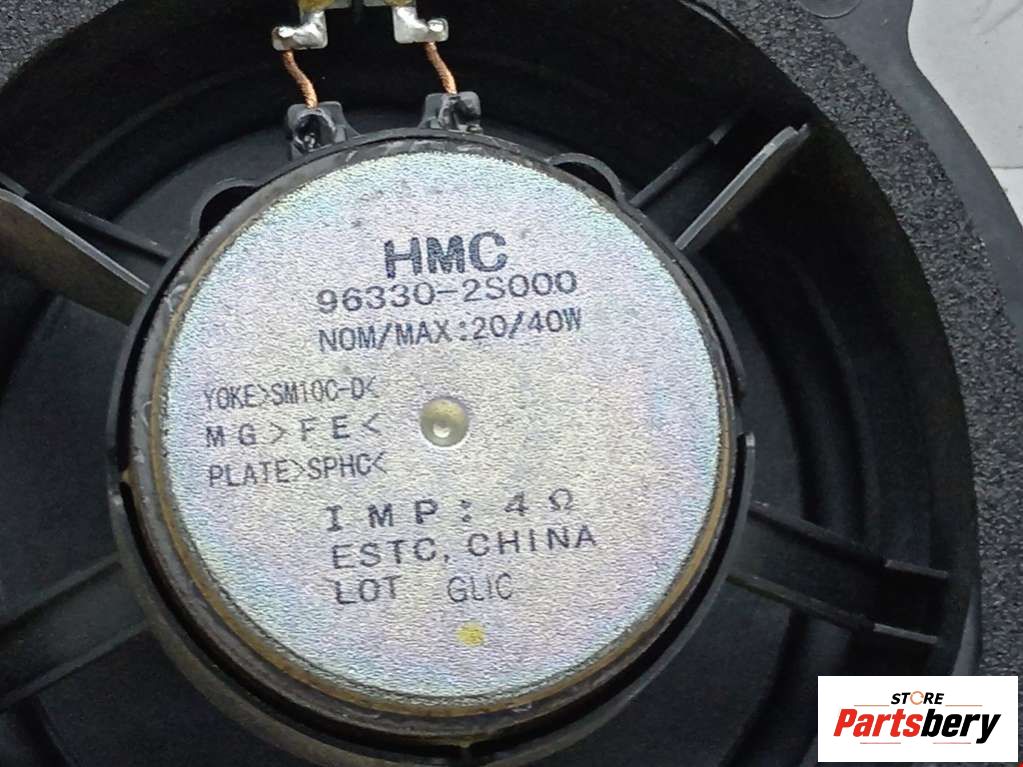 HMC
96330-2S000
NOM/MAX:20/40W
YOKE>SM10C-D<
MG>FE<
PLATE>SPHC<
IMP: 4Ω
ESTC, CHINA
LOT GLIC
STORE
Partsbery